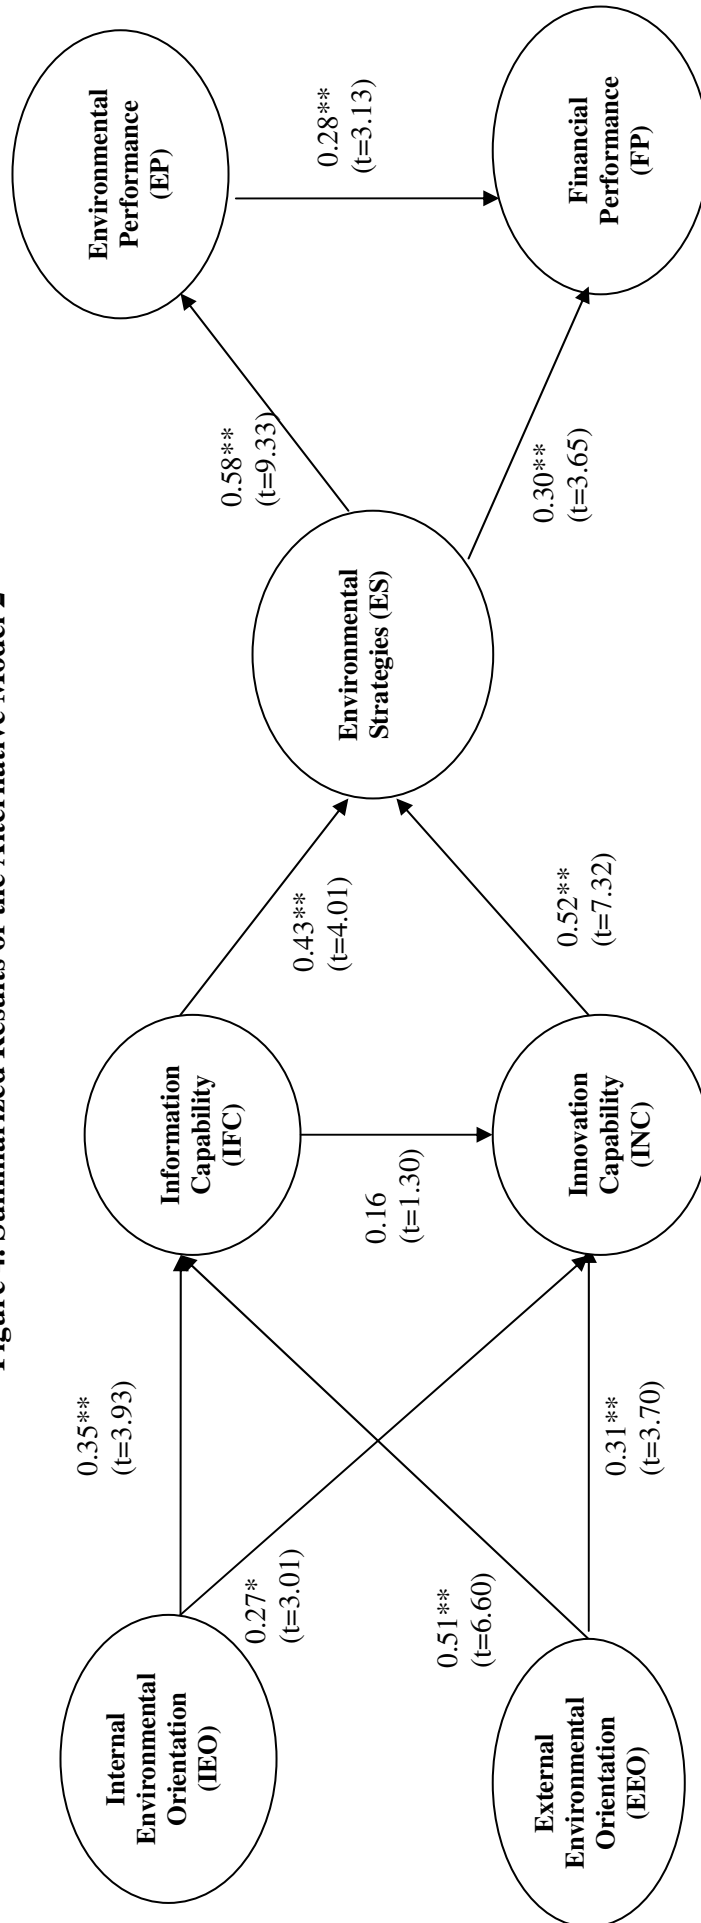 Figure 4. Summarized Results of the Alternative Model 2
Internal
Environmental
Orientation
(IEO)
External
Environmental
Orientation
(EEO)
0.35**
(t=3.93)
0.27*
(t=3.01)
0.51**
(t=6.60)
0.31**
(t=3.70)
Information
Capability
(IFC)
0.16
(t=1.30)
Innovation
Capability
(INC)
0.43**
(t=4.01)
0.52**
(t=7.32)
Environmental
Strategies (ES)
0.58**
(t=9.33)
0.30**
(t=3.65)
Environmental
Performance
(EP)
0.28**
(t=3.13)
Financial
Performance
(FP)